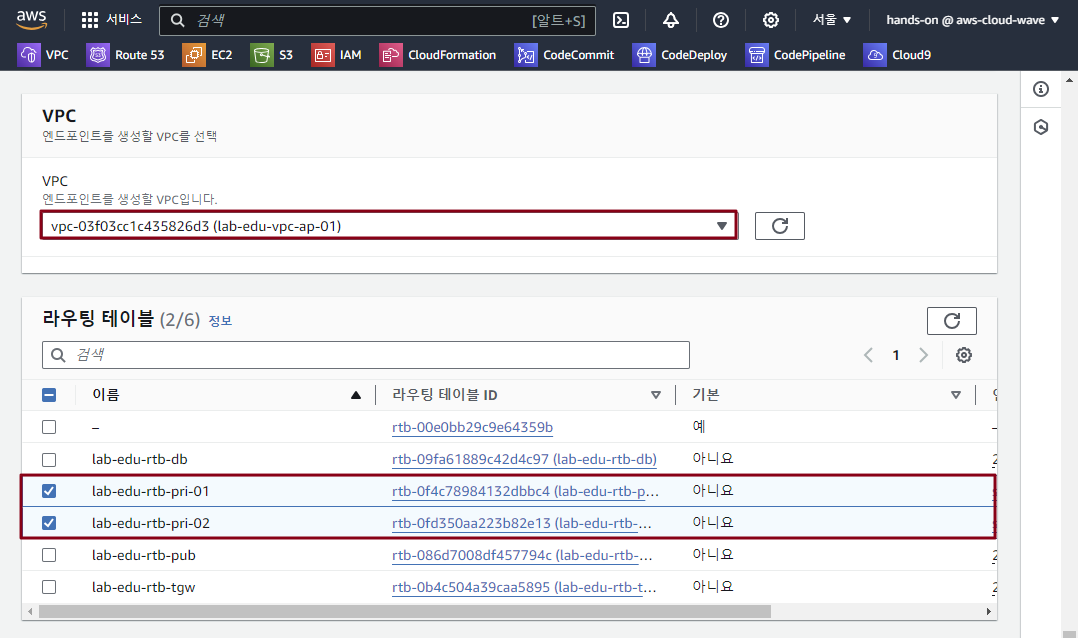 aws 서비스 검색 [알트+S] 서울 hands-on @ aws-cloud-wave
VPC Route 53 EC2 S3 IAM CloudFormation CodeCommit CodeDeploy CodePipeline Cloud9
VPC
엔드포인트를 생성할 VPC를 선택
VPC
엔드포인트를 생성할 VPC입니다.
vpc-03f03cc1c435826d3 (lab-edu-vpc-ap-01)
라우팅 테이블 (2/6) 정보
검색 1
이름 라우팅 테이블 ID 기본
– rtb-00e0bb29c9e64359b 예 –
lab-edu-rtb-db rtb-09fa61889c42d4c97 (lab-edu-rtb-db) 아니요
lab-edu-rtb-pri-01 rtb-0f4c78984132dbbc4 (lab-edu-rtb-p… 아니요
lab-edu-rtb-pri-02 rtb-0fd350aa223b82e13 (lab-edu-rtb-… 아니요
lab-edu-rtb-pub rtb-086d7008df457794c (lab-edu-rtb-… 아니요
lab-edu-rtb-tgw rtb-0b4c504a39caa5895 (lab-edu-rtb-t… 아니요